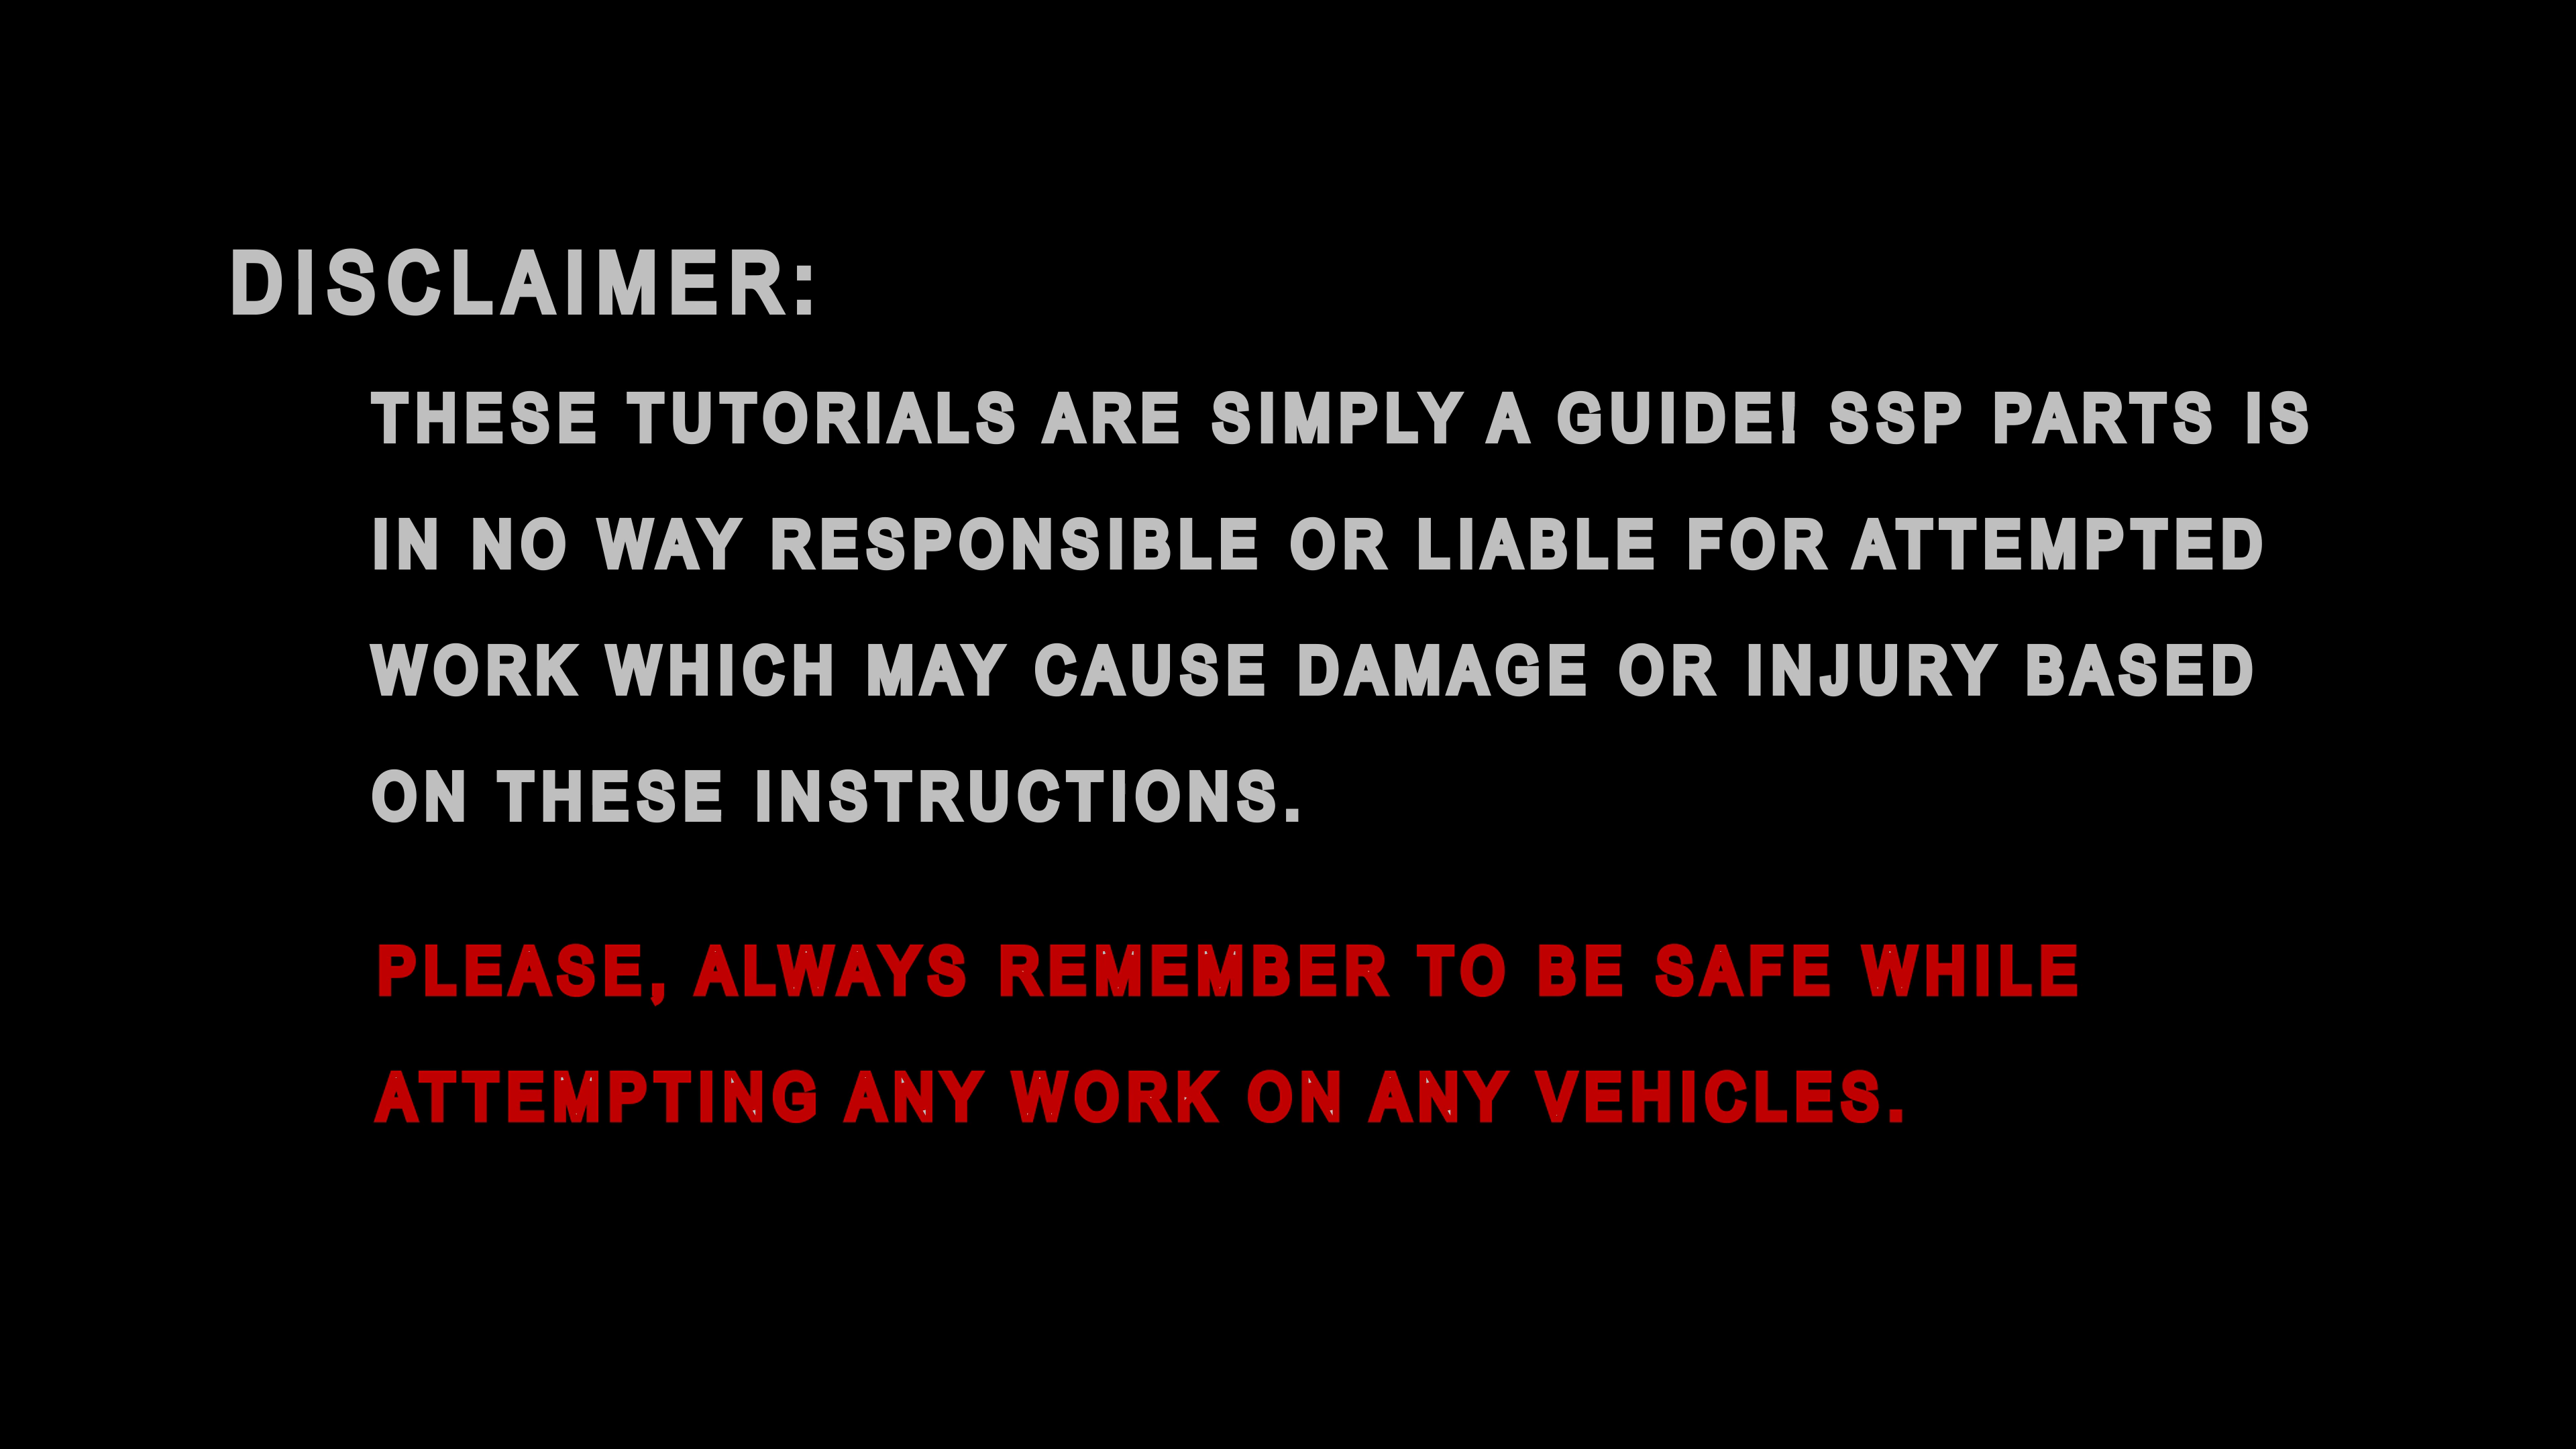 DISCLAIMER:
THESE TUTORIALS ARE SIMPLY A GUIDE! SSP PARTS IS
IN NO WAY RESPONSIBLE OR LIABLE FOR ATTEMPTED
WORK WHICH MAY CAUSE DAMAGE OR INJURY BASED
ON THESE INSTRUCTIONS.
PLEASE, ALWAYS REMEMBER TO BE SAFE WHILE
ATTEMPTING ANY WORK ON ANY VEHICLES.